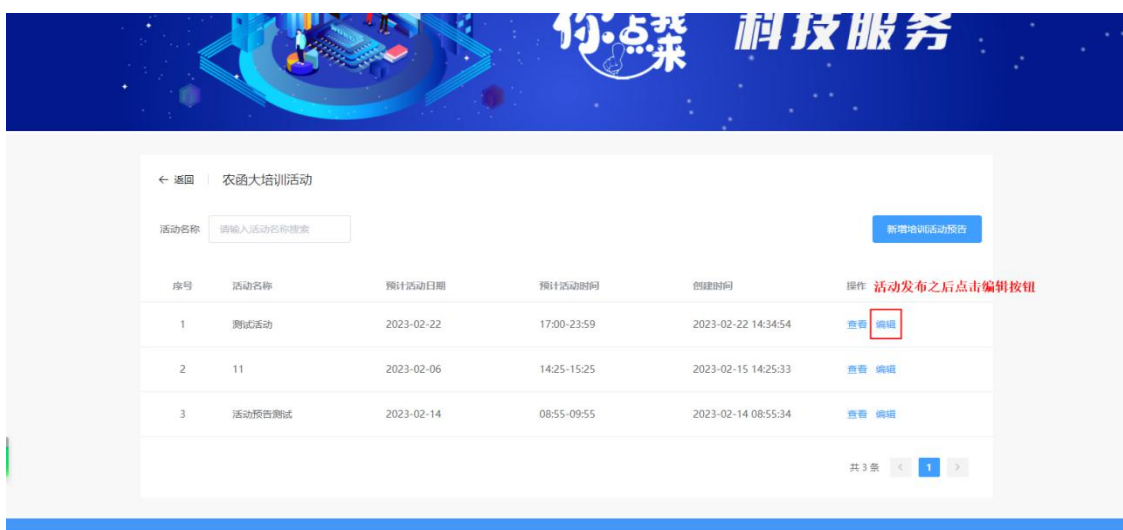 你点我来 科技服务
← 返回 农函大培训活动
活动名称 请输入活动名称搜索 新增培训活动预告
序号 活动名称 预计活动日期 预计活动时间 创建时间 操作 活动发布之后点击编辑按钮
1 测试活动 2023-02-22 17:00-23:59 2023-02-22 14:34:54 查看 编辑
2 11 2023-02-06 14:25-15:25 2023-02-15 14:25:33 查看 编辑
3 活动预告测试 2023-02-14 08:55-09:55 2023-02-14 08:55:34 查看 编辑
共 3 条 < 1 >